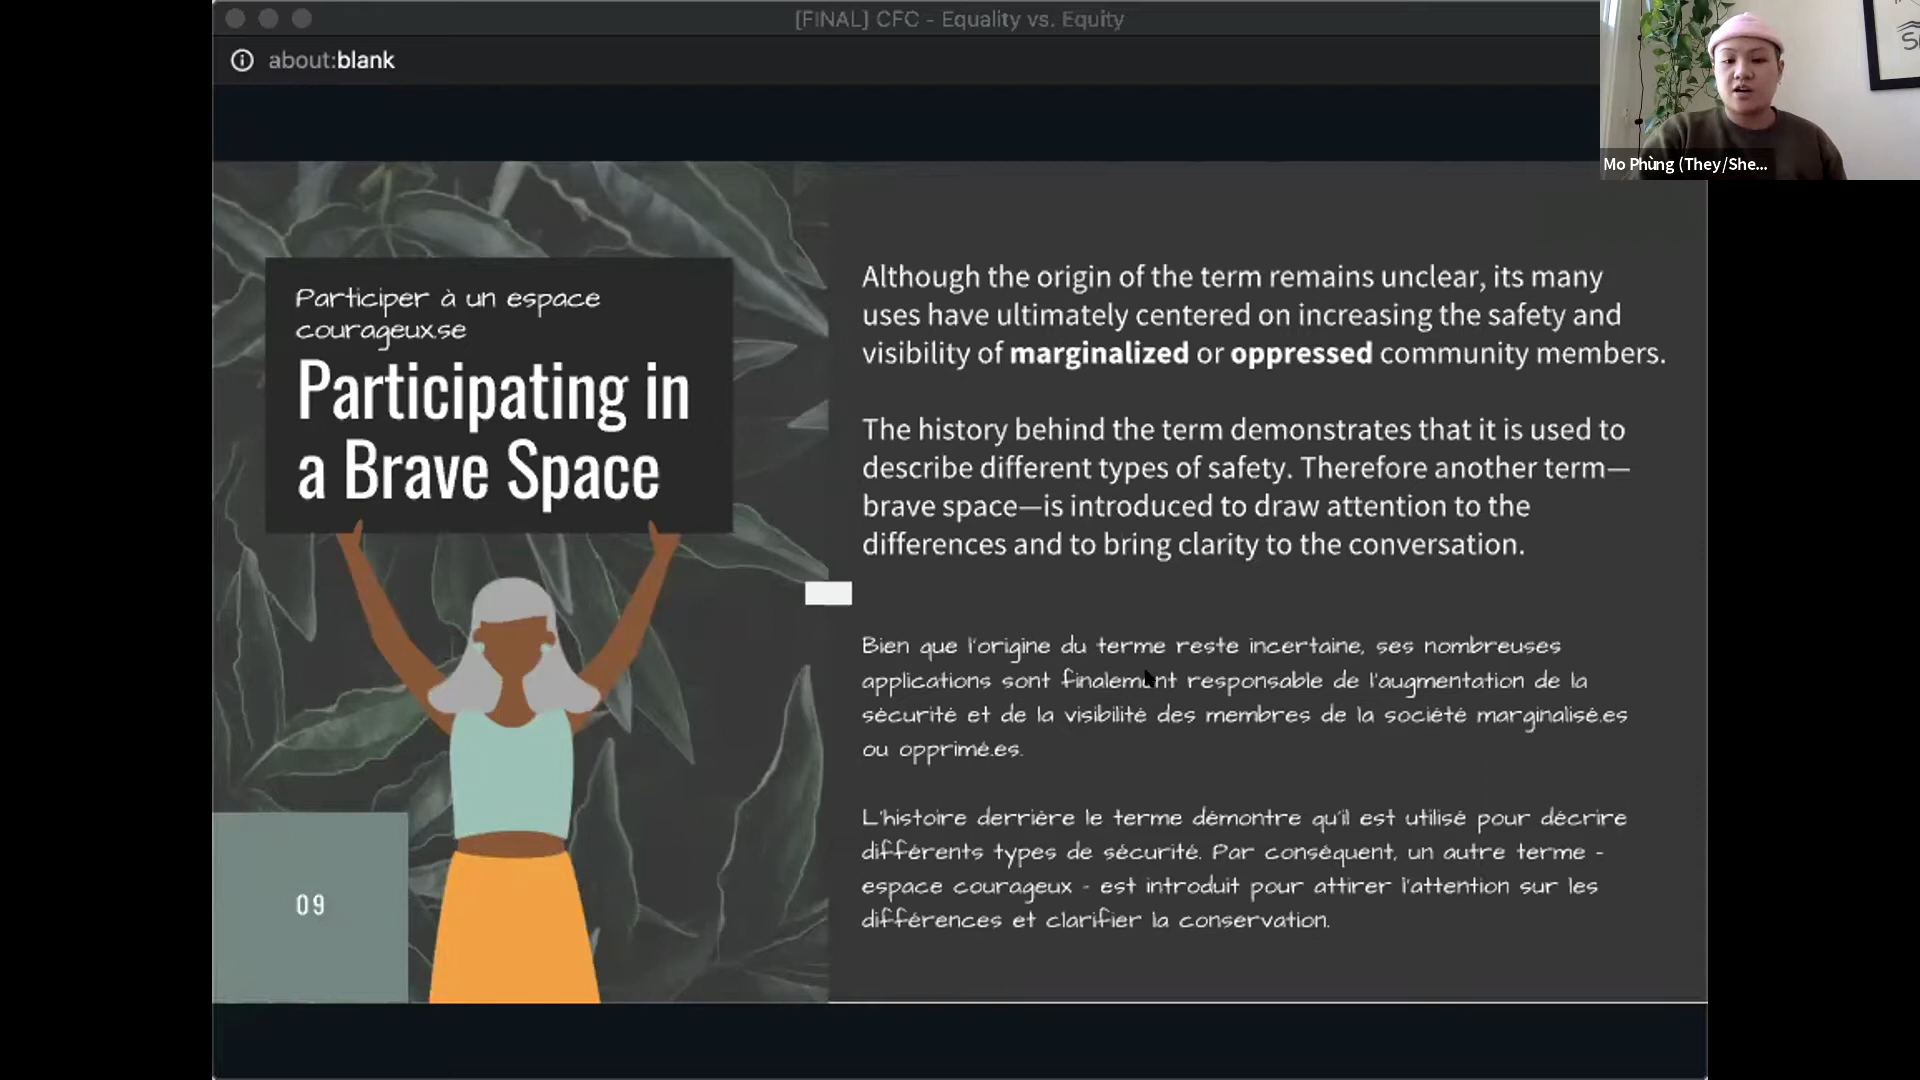 [FINAL] CFC - Equality vs. Equity
about:blank
Mo Phùng (They/She...
Participer à un espace
courageux.se
Participating in
a Brave Space
09
Although the origin of the term remains unclear, its many
uses have ultimately centered on increasing the safety and
visibility of marginalized or oppressed community members.
The history behind the term demonstrates that it is used to
describe different types of safety. Therefore another term—
brave space—is introduced to draw attention to the
differences and to bring clarity to the conversation.
Bien que l'origine du terme reste incertaine, ses nombreuses
applications sont finalement responsable de l'augmentation de la
sécurité et de la visibilité des membres de la société marginalisé.es
ou opprimé.es.
L'histoire derrière le terme démontre qu'il est utilisé pour décrire
différents types de sécurité. Par conséquent, un autre terme -
espace courageux - est introduit pour attirer l'attention sur les
différences et clarifier la conservation.